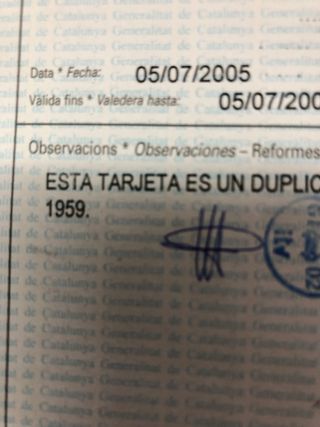 Data * Fecha: 05/07/2005
Vàlida fins * Valedera hasta: 05/07/200
Observacions * Observaciones – Reformes
ESTA TARJETA ES UN DUPLIC
1959.
itv